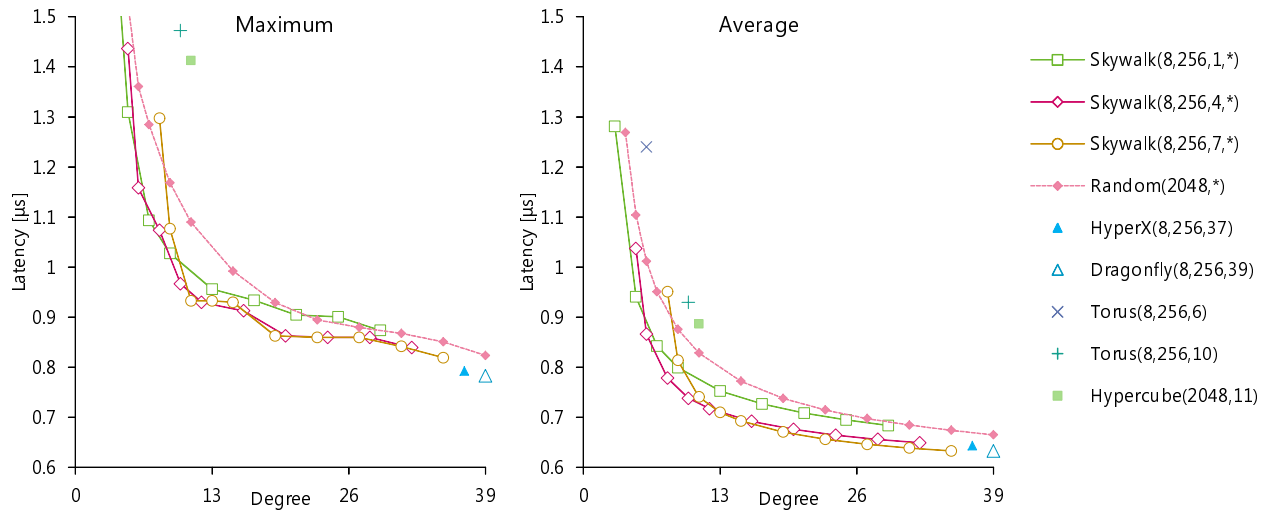 Maximum
Latency [µs]
1.5
1.4
1.3
1.2
1.1
1
0.9
0.8
0.7
0.6
0
13
26
39
Degree
Average
Latency [µs]
1.5
1.4
1.3
1.2
1.1
1
0.9
0.8
0.7
0.6
0
13
26
39
Degree
Skywalk(8,256,1,*)
Skywalk(8,256,4,*)
Skywalk(8,256,7,*)
Random(2048,*)
HyperX(8,256,37)
Dragonfly(8,256,39)
Torus(8,256,6)
Torus(8,256,10)
Hypercube(2048,11)